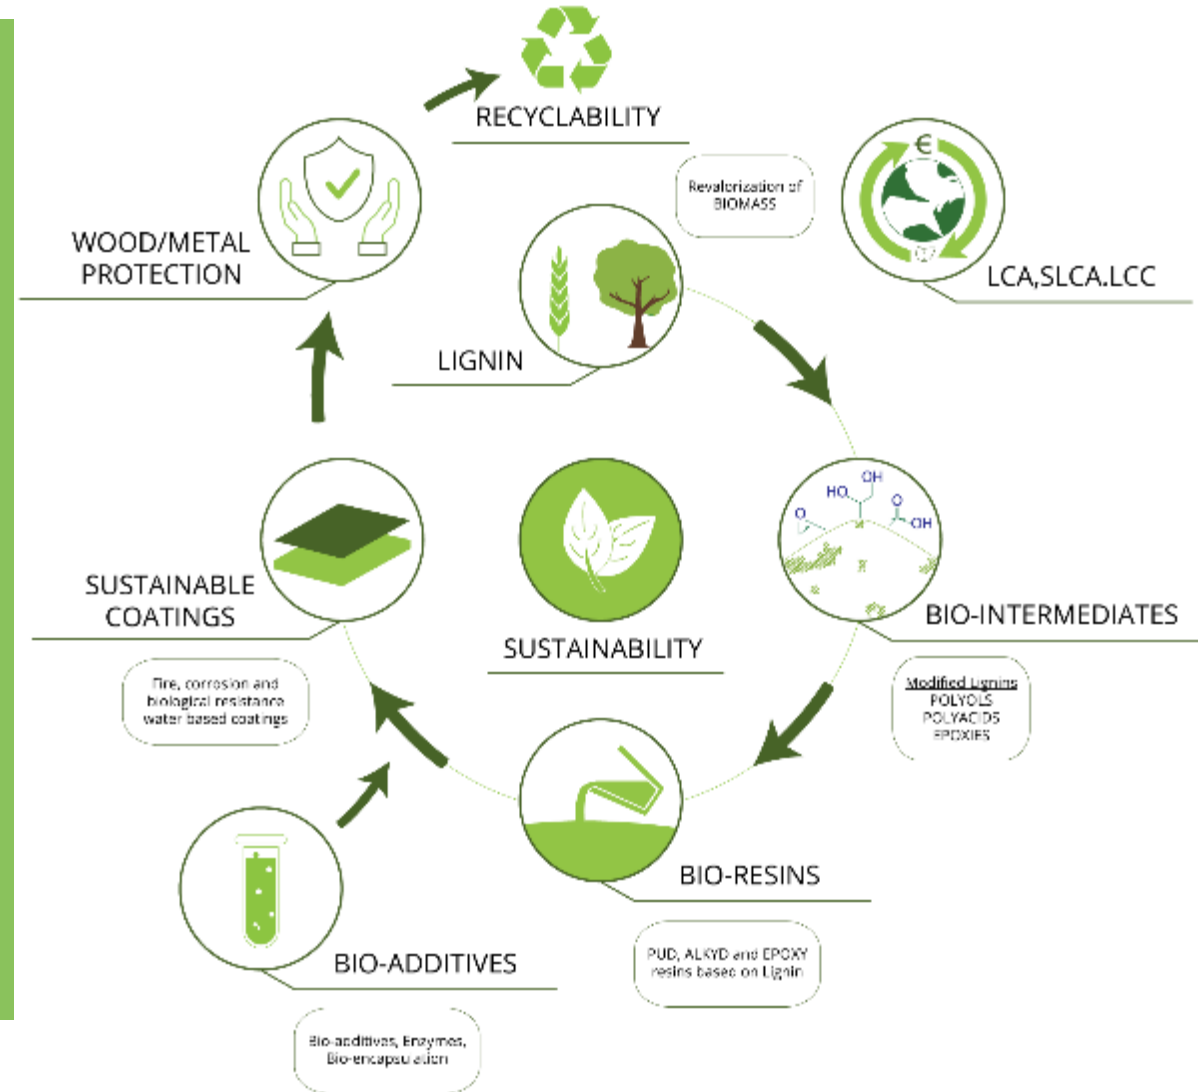 RECYCLABILITY
Revalorization of
BIOMASS
€
WOOD/METAL
PROTECTION
LCA,SLCA.LCC
LIGNIN
OH
HO
O
O
OH
SUSTAINABLE
COATINGS
BIO-INTERMEDIATES
SUSTAINABILITY
Fire, corrosion and
biological resistance
water based coatings
Modified Lignins
POLYOLS
POLYACIDS
EPOXIES
BIO-RESINS
PUD, ALKYD and EPOXY
resins based on Lignin
BIO-ADDITIVES
Bio-additives, Enzymes,
Bio-encapsulation